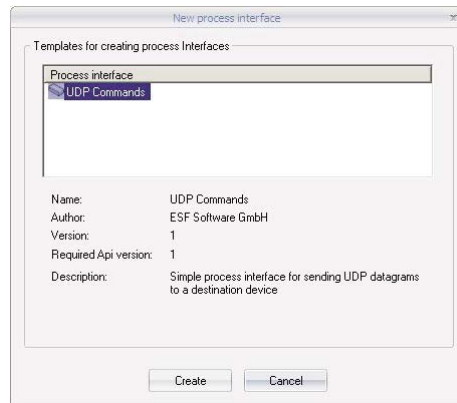 New process interface
Templates for creating process Interfaces
Process interface
UDP Commands
Name: UDP Commands
Author: ESF Software GmbH
Version: 1
Required Api version: 1
Description: Simple process interface for sending UDP datagrams
to a destination device
Create Cancel